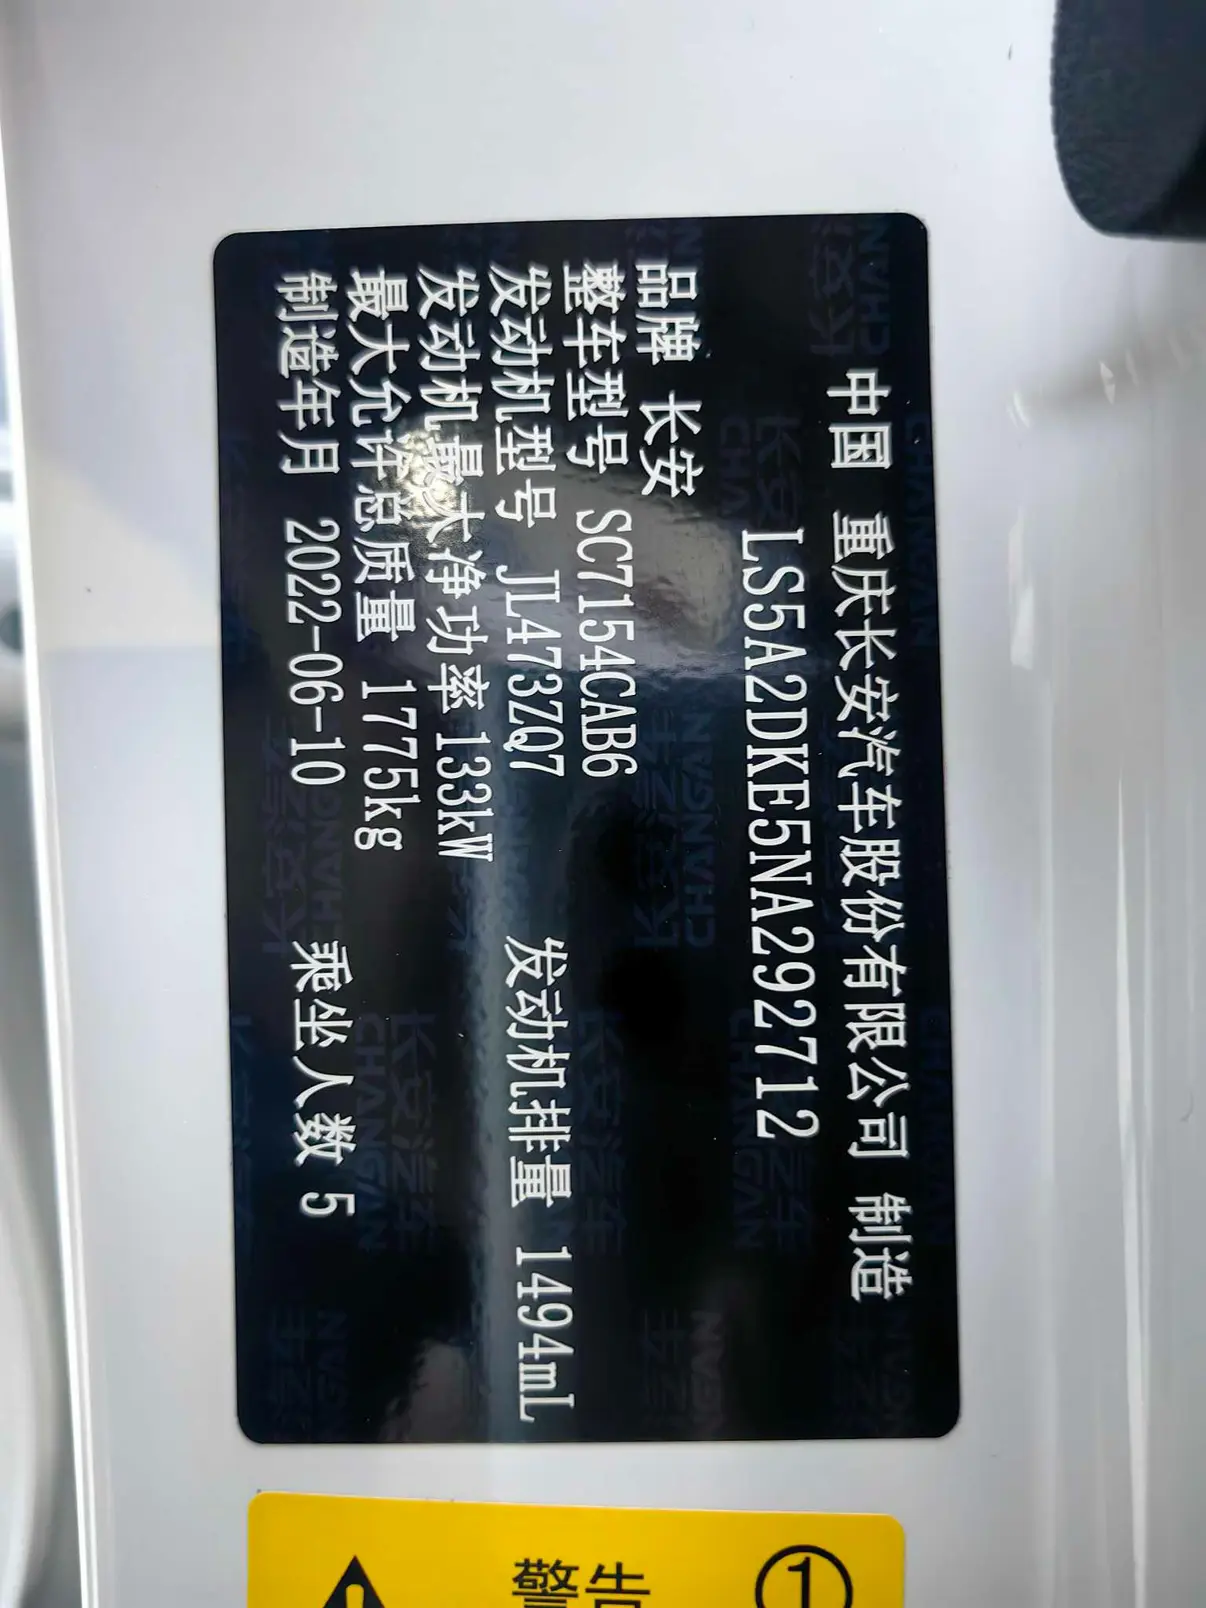 中国 重庆长安汽车股份有限公司 制造
LS5A2DKE5NA292712
品牌 长安
整车型号 SC7154CAB6
发动机型号 JL473ZQ7 发动机排量 1494mL
发动机最大净功率 133kW
最大允许总质量 1775kg
制造年月 2022-06-10 乘坐人数 5
警告
1